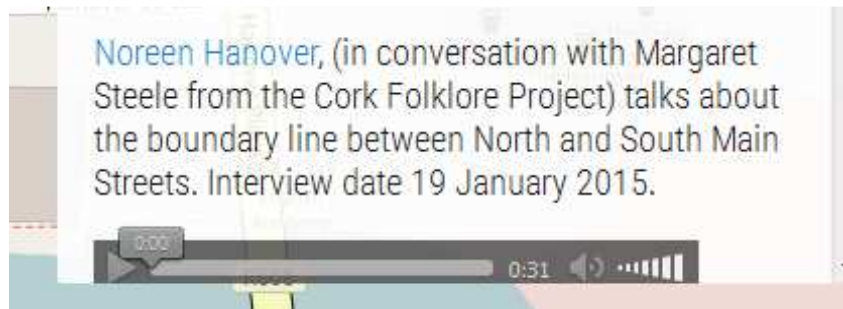 Noreen Hanover, (in conversation with Margaret
Steele from the Cork Folklore Project) talks about
the boundary line between North and South Main
Streets. Interview date 19 January 2015.
0:00
0:31